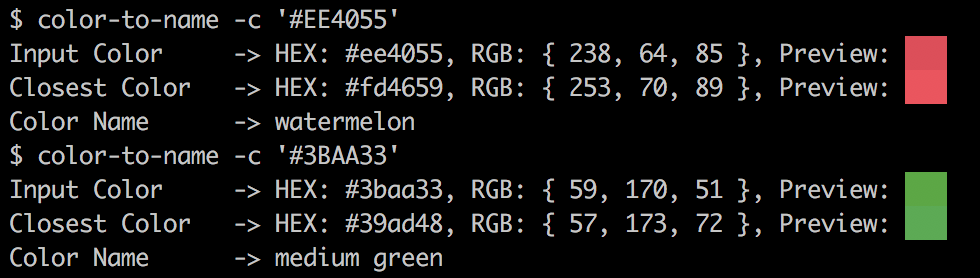 $ color-to-name -c '#EE4055'
Input Color     -> HEX: #ee4055, RGB: { 238, 64, 85 }, Preview:
Closest Color   -> HEX: #fd4659, RGB: { 253, 70, 89 }, Preview:
Color Name      -> watermelon
$ color-to-name -c '#3BAA33'
Input Color     -> HEX: #3baa33, RGB: { 59, 170, 51 }, Preview:
Closest Color   -> HEX: #39ad48, RGB: { 57, 173, 72 }, Preview:
Color Name      -> medium green